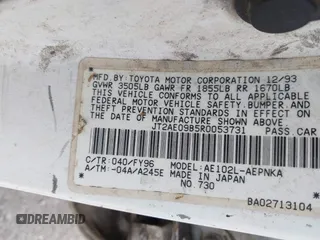 MFD.BY:TOYOTA MOTOR CORPORATION 12/93
GVWR 3505LB GAWR FR 1855LB RR 1670LB
THIS VEHICLE CONFORMS TO ALL APPLICABLE
FEDERAL MOTOR VEHICLE SAFETY,BUMPER,AND
THEFT PREVENTION STANDARDS IN EFFECT ON
THE DATE OF MANUFACTURE SHOWN ABOVE.
JT2AE09B5R0053731 PASS CAR
C/TR:040/FY96 MODEL:AE102L-AEPNKA
A/TM:-04A/A245E MADE IN JAPAN
NO.730
BA02713104